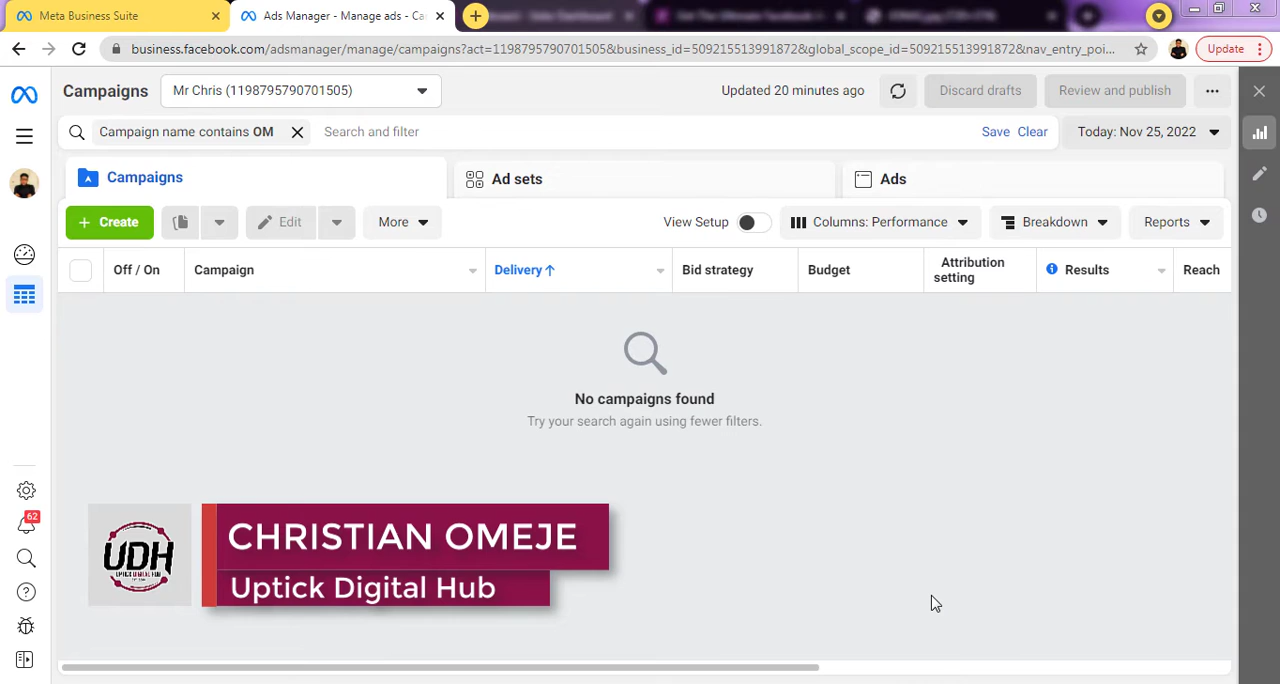 Meta Business Suite
Ads Manager - Manage ads - Ca
Update
business.facebook.com/adsmanager/manage/campaigns?act=1198795790701505&business_id=509215513991872&global_scope_id=509215513991872&nav_entry_poi...
Campaigns
Mr Chris (1198795790701505)
Updated 20 minutes ago
Discard drafts
Review and publish
Campaign name contains OM
Search and filter
Save
Clear
Today: Nov 25, 2022
Campaigns
Ad sets
Ads
+ Create
Edit
More
View Setup
Columns: Performance
Breakdown
Reports
Off / On
Campaign
Delivery ↑
Bid strategy
Budget
Attribution
setting
Results
Reach
No campaigns found
Try your search again using fewer filters.
62
UDH
UPTICK DIGITAL HUB
CHRISTIAN OMEJE
Uptick Digital Hub